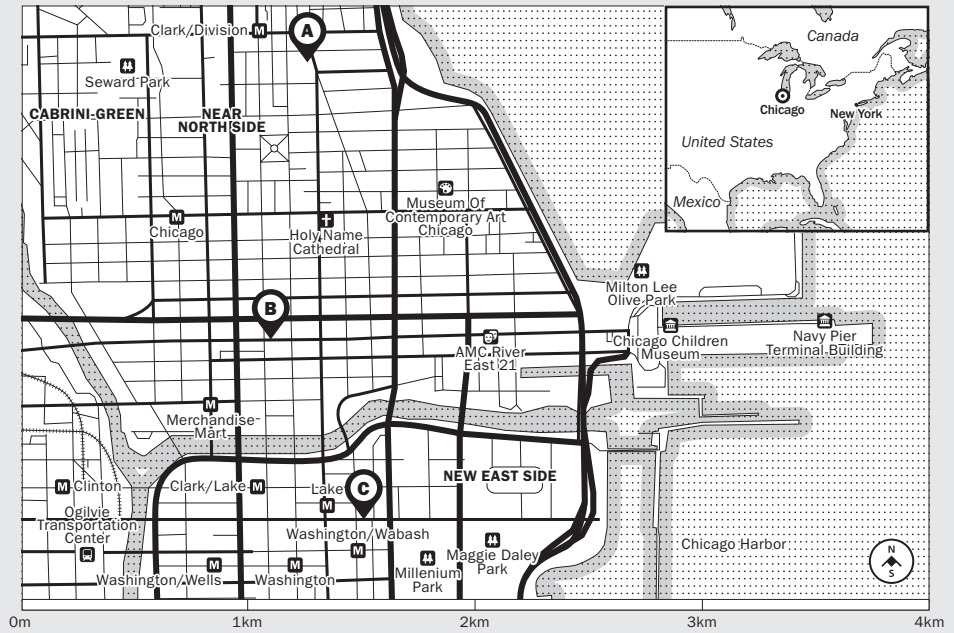 Clark/Division
A
Seward Park
CABRINI-GREEN
NEAR
NORTH SIDE
Canada
Chicago
New York
United States
Mexico
M
Chicago
Holy Name
Cathedral
Museum Of
Contemporary Art
Chicago
B
Milton Lee
Olive Park
Chicago Children
Museum
Navy Pier
Terminal Building
AMC River
East 21
Merchandise
Mart
M
Clinton
Clark/Lake
M
Lake
M
C
NEW EAST SIDE
Ogilvie
Transportation
Center
Washington/Wabash
M
Washington/Wells
M
Washington
M
Millenium
Park
Maggie Daley
Park
Chicago Harbor
N
S
0m
1km
2km
3km
4km